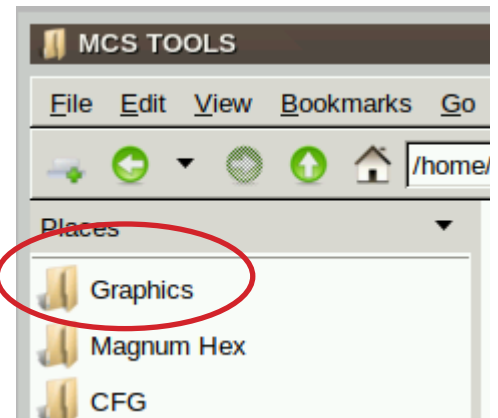 MCS TOOLS
File Edit View Bookmarks Go
/home/
Places
Graphics
Magnum Hex
CFG